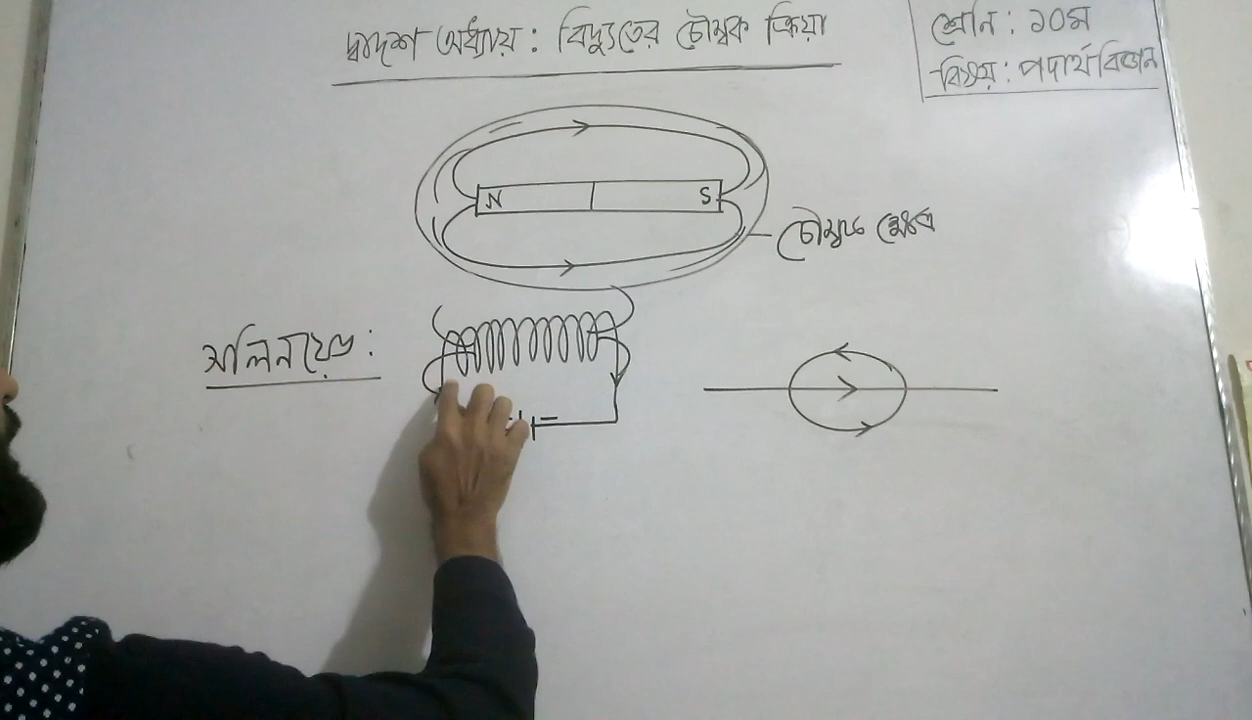 দ্বাদশ অধ্যায় : বিদ্যুতের চৌম্বক ক্রিয়া
শ্রেনি : ১০ম
বিষয় : পদার্থবিজ্ঞান
N
S
চৌম্বক ক্ষেত্র
সলিনয়েড :